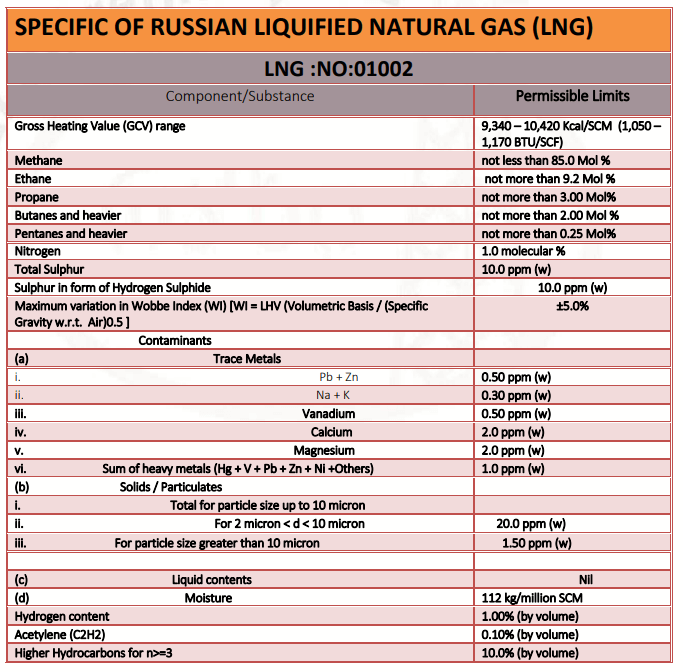 SPECIFIC OF RUSSIAN LIQUIFIED NATURAL GAS (LNG)
LNG :NO:01002
Component/Substance Permissible Limits
Gross Heating Value (GCV) range 9,340 – 10,420 Kcal/SCM (1,050 –
1,170 BTU/SCF)
Methane not less than 85.0 Mol %
Ethane not more than 9.2 Mol %
Propane not more than 3.00 Mol%
Butanes and heavier not more than 2.00 Mol %
Pentanes and heavier not more than 0.25 Mol%
Nitrogen 1.0 molecular %
Total Sulphur 10.0 ppm (w)
Sulphur in form of Hydrogen Sulphide 10.0 ppm (w)
Maximum variation in Wobbe Index (WI) [WI = LHV (Volumetric Basis / (Specific ±5.0%
Gravity w.r.t. Air)0.5 ]
Contaminants
(a) Trace Metals
i. Pb + Zn 0.50 ppm (w)
ii. Na + K 0.30 ppm (w)
iii. Vanadium 0.50 ppm (w)
iv. Calcium 2.0 ppm (w)
v. Magnesium 2.0 ppm (w)
vi. Sum of heavy metals (Hg + V + Pb + Zn + Ni +Others) 1.0 ppm (w)
(b) Solids / Particulates
i. Total for particle size up to 10 micron
ii. For 2 micron < d < 10 micron 20.0 ppm (w)
iii. For particle size greater than 10 micron 1.50 ppm (w)
(c) Liquid contents Nil
(d) Moisture 112 kg/million SCM
Hydrogen content 1.00% (by volume)
Acetylene (C2H2) 0.10% (by volume)
Higher Hydrocarbons for n>=3 10.0% (by volume)